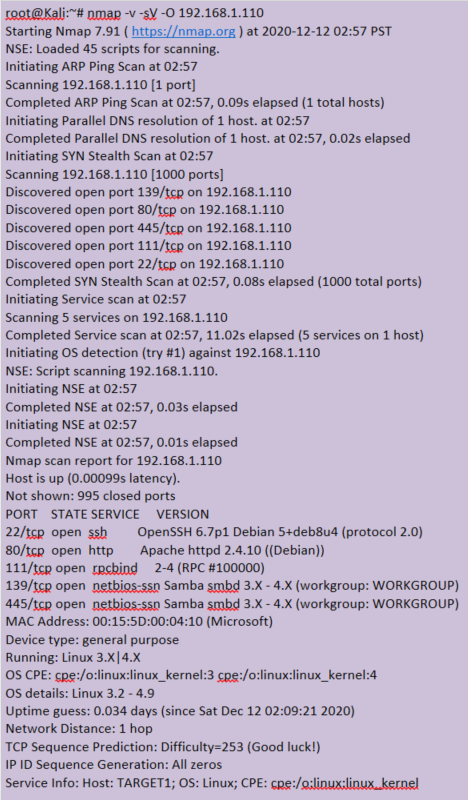 root@Kali:~# nmap -v -sV -O 192.168.1.110
Starting Nmap 7.91 ( https://nmap.org ) at 2020-12-12 02:57 PST
NSE: Loaded 45 scripts for scanning.
Initiating ARP Ping Scan at 02:57
Scanning 192.168.1.110 [1 port]
Completed ARP Ping Scan at 02:57, 0.09s elapsed (1 total hosts)
Initiating Parallel DNS resolution of 1 host. at 02:57
Completed Parallel DNS resolution of 1 host. at 02:57, 0.02s elapsed
Initiating SYN Stealth Scan at 02:57
Scanning 192.168.1.110 [1000 ports]
Discovered open port 139/tcp on 192.168.1.110
Discovered open port 80/tcp on 192.168.1.110
Discovered open port 445/tcp on 192.168.1.110
Discovered open port 111/tcp on 192.168.1.110
Discovered open port 22/tcp on 192.168.1.110
Completed SYN Stealth Scan at 02:57, 0.08s elapsed (1000 total ports)
Initiating Service scan at 02:57
Scanning 5 services on 192.168.1.110
Completed Service scan at 02:57, 11.02s elapsed (5 services on 1 host)
Initiating OS detection (try #1) against 192.168.1.110
NSE: Script scanning 192.168.1.110.
Initiating NSE at 02:57
Completed NSE at 02:57, 0.03s elapsed
Initiating NSE at 02:57
Completed NSE at 02:57, 0.01s elapsed
Nmap scan report for 192.168.1.110
Host is up (0.00099s latency).
Not shown: 995 closed ports
PORT STATE SERVICE VERSION
22/tcp open ssh OpenSSH 6.7p1 Debian 5+deb8u4 (protocol 2.0)
80/tcp open http Apache httpd 2.4.10 ((Debian))
111/tcp open rpcbind 2-4 (RPC #100000)
139/tcp open netbios-ssn Samba smbd 3.X - 4.X (workgroup: WORKGROUP)
445/tcp open netbios-ssn Samba smbd 3.X - 4.X (workgroup: WORKGROUP)
MAC Address: 00:15:5D:00:04:10 (Microsoft)
Device type: general purpose
Running: Linux 3.X|4.X
OS CPE: cpe:/o:linux:linux_kernel:3 cpe:/o:linux:linux_kernel:4
OS details: Linux 3.2 - 4.9
Uptime guess: 0.034 days (since Sat Dec 12 02:09:21 2020)
Network Distance: 1 hop
TCP Sequence Prediction: Difficulty=253 (Good luck!)
IP ID Sequence Generation: All zeros
Service Info: Host: TARGET1; OS: Linux; CPE: cpe:/o:linux:linux_kernel